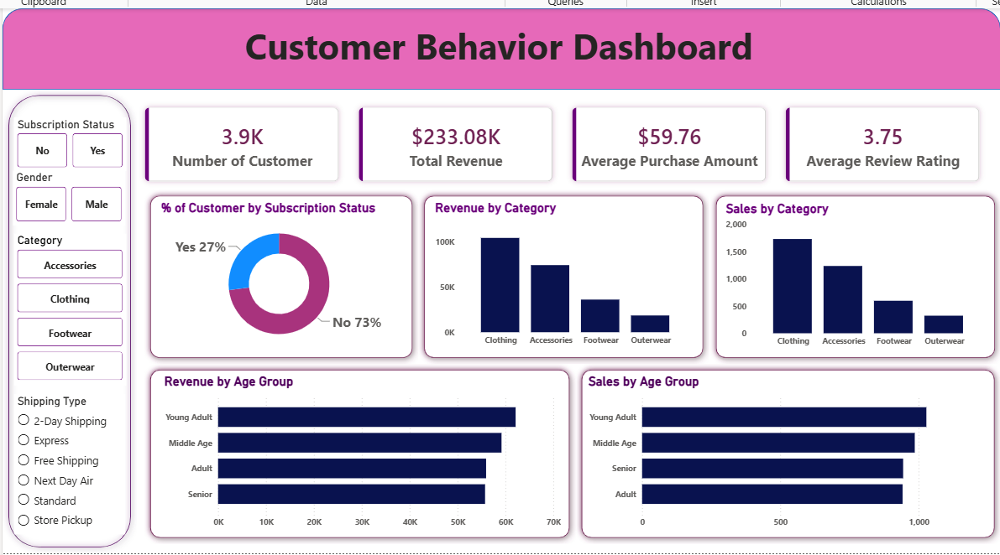 Clipboard
Data
Queries
Insert
Calculations
Customer Behavior Dashboard
Subscription Status
No
Yes
Gender
Female
Male
Category
Accessories
Clothing
Footwear
Outerwear
Shipping Type
2-Day Shipping
Express
Free Shipping
Next Day Air
Standard
Store Pickup
3.9K
Number of Customer
$233.08K
Total Revenue
$59.76
Average Purchase Amount
3.75
Average Review Rating
% of Customer by Subscription Status
Yes 27%
No 73%
Revenue by Category
100K
50K
0K
Clothing
Accessories
Footwear
Outerwear
Sales by Category
2,000
1,500
1,000
500
0
Clothing
Accessories
Footwear
Outerwear
Revenue by Age Group
Young Adult
Middle Age
Adult
Senior
0K
10K
20K
30K
40K
50K
60K
70K
Sales by Age Group
Young Adult
Middle Age
Senior
Adult
0
500
1,000